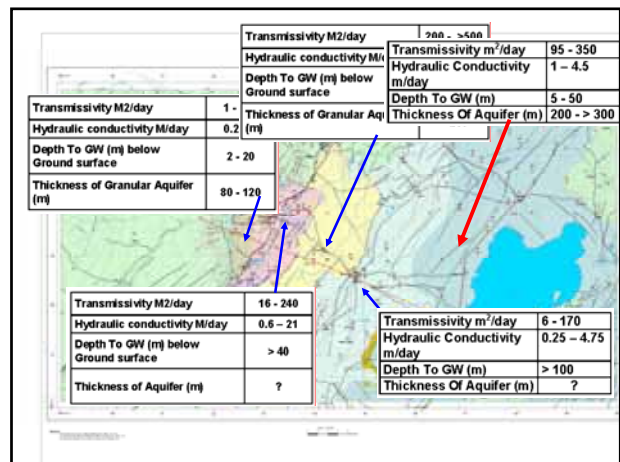 Transmissivity M2/day 200 - >500
Hydraulic conductivity M/
Depth To GW (m) below
Ground surface
Thickness of Granular Aq
(m)
Transmissivity m²/day 95 - 350
Hydraulic Conductivity
m/day 1 – 4.5
Depth To GW (m) 5 - 50
Thickness Of Aquifer (m) 200 - > 300
Transmissivity M2/day 1 -
Hydraulic conductivity M/day 0.2
Depth To GW (m) below
Ground surface 2 - 20
Thickness of Granular Aquifer
(m) 80 - 120
Transmissivity M2/day 16 - 240
Hydraulic conductivity M/day 0.6 – 21
Depth To GW (m) below
Ground surface > 40
Thickness of Aquifer (m) ?
Transmissivity m²/day 6 - 170
Hydraulic Conductivity
m/day 0.25 – 4.75
Depth To GW (m) > 100
Thickness Of Aquifer (m) ?